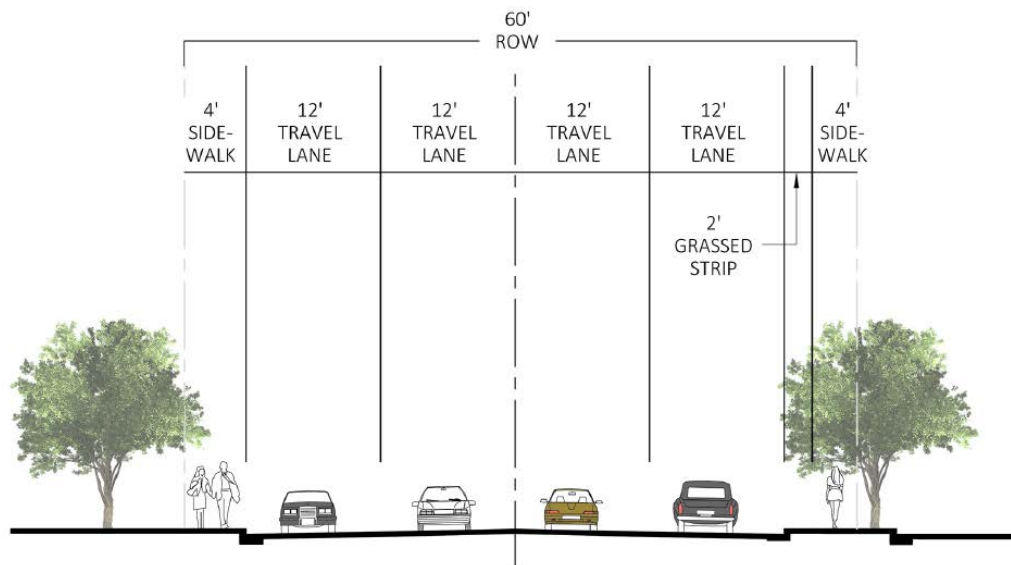 60'
ROW
4'
SIDE-
WALK
12'
TRAVEL
LANE
12'
TRAVEL
LANE
12'
TRAVEL
LANE
12'
TRAVEL
LANE
4'
SIDE-
WALK
2'
GRASSED
STRIP